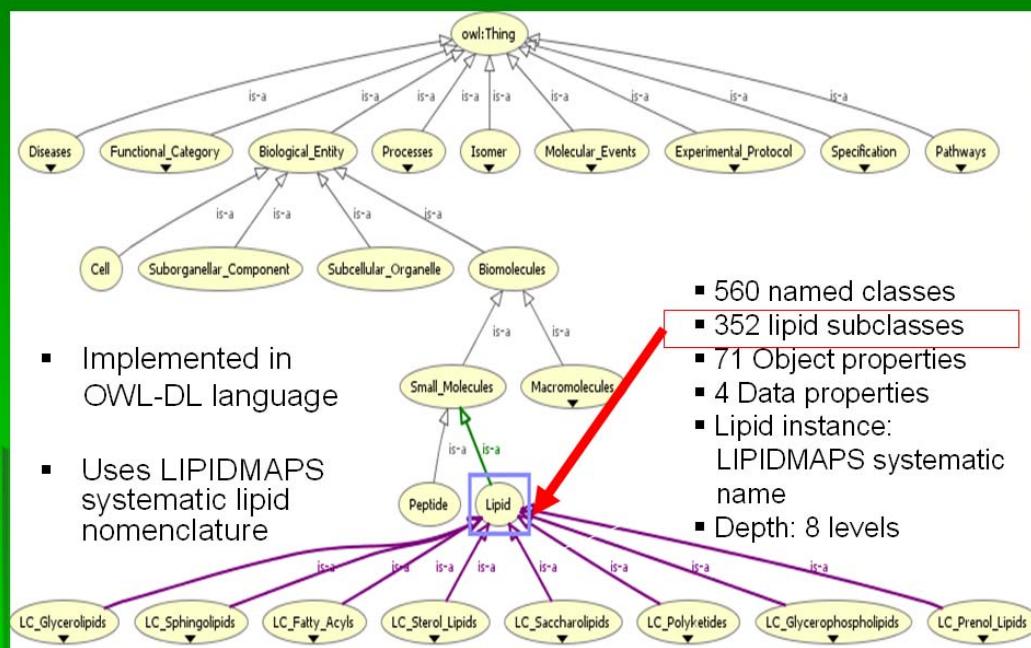 owl:Thing
is-a is-a is-a is-a is-a is-a is-a is-a is-a
Diseases Functional_Category Biological_Entity Processes Isomer Molecular_Events Experimental_Protocol Specification Pathways
is-a is-a is-a is-a
Cell Suborganellar_Component Subcellular_Organelle Biomolecules
is-a is-a
Small_Molecules Macromolecules
is-a is-a
Peptide Lipid
is-a is-a is-a is-a is-a is-a is-a is-a
LC_Glycerolipids LC_Sphingolipids LC_Fatty_Acyls LC_Sterol_Lipids LC_Saccharolipids LC_Polyketides LC_Glycerophospholipids LC_Prenol_Lipids
▪ Implemented in
OWL-DL language
▪ Uses LIPIDMAPS
systematic lipid
nomenclature
▪ 560 named classes
▪ 352 lipid subclasses
▪ 71 Object properties
▪ 4 Data properties
▪ Lipid instance:
LIPIDMAPS systematic
name
▪ Depth: 8 levels